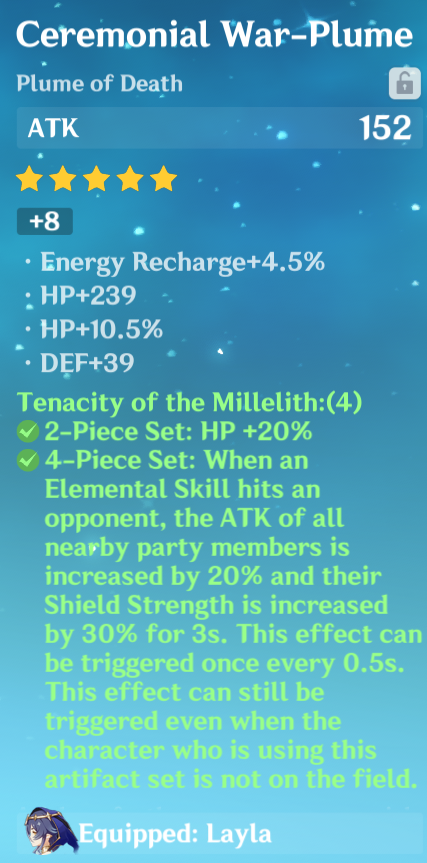 Ceremonial War-Plume
Plume of Death
ATK 152
+8
· Energy Recharge+4.5%
· HP+239
· HP+10.5%
· DEF+39
Tenacity of the Millelith:(4)
2-Piece Set: HP +20%
4-Piece Set: When an
Elemental Skill hits an
opponent, the ATK of all
nearby party members is
increased by 20% and their
Shield Strength is increased
by 30% for 3s. This effect can
be triggered once every 0.5s.
This effect can still be
triggered even when the
character who is using this
artifact set is not on the field.
Equipped: Layla